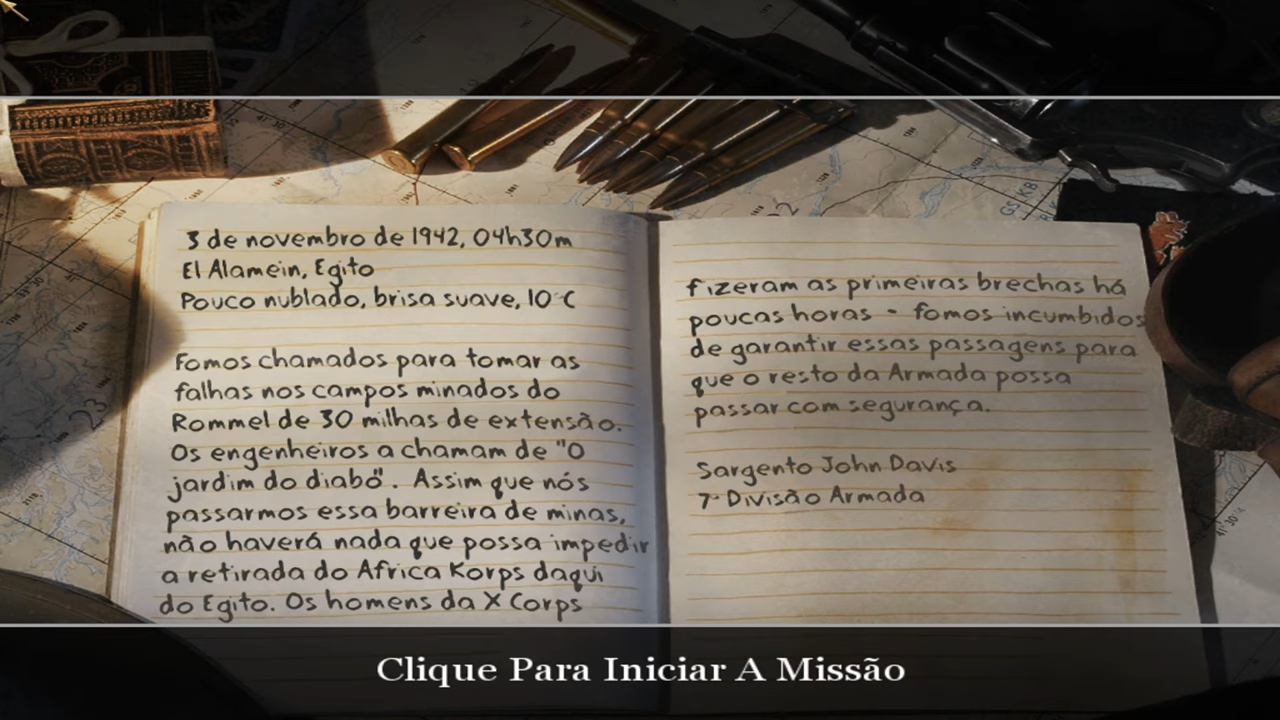 3 de novembro de 1942, 04h30m
El Alamein, Egito
Pouco nublado, brisa suave, 10°C
Fomos chamados para tomar as
falhas nos campos minados do
Rommel de 30 milhas de extensão.
Os engenheiros a chamam de "O
jardim do diabo". Assim que nós
passarmos essa barreira de minas,
não haverá nada que possa impedir
a retirada do Africa Korps daqui
do Egito. Os homens da X Corps
fizeram as primeiras brechas há
poucas horas - fomos incumbidos
de garantir essas passagens para
que o resto da Armada possa
passar com segurança.
Sargento John Davis
7ª Divisão Armada
Clique Para Iniciar A Missão